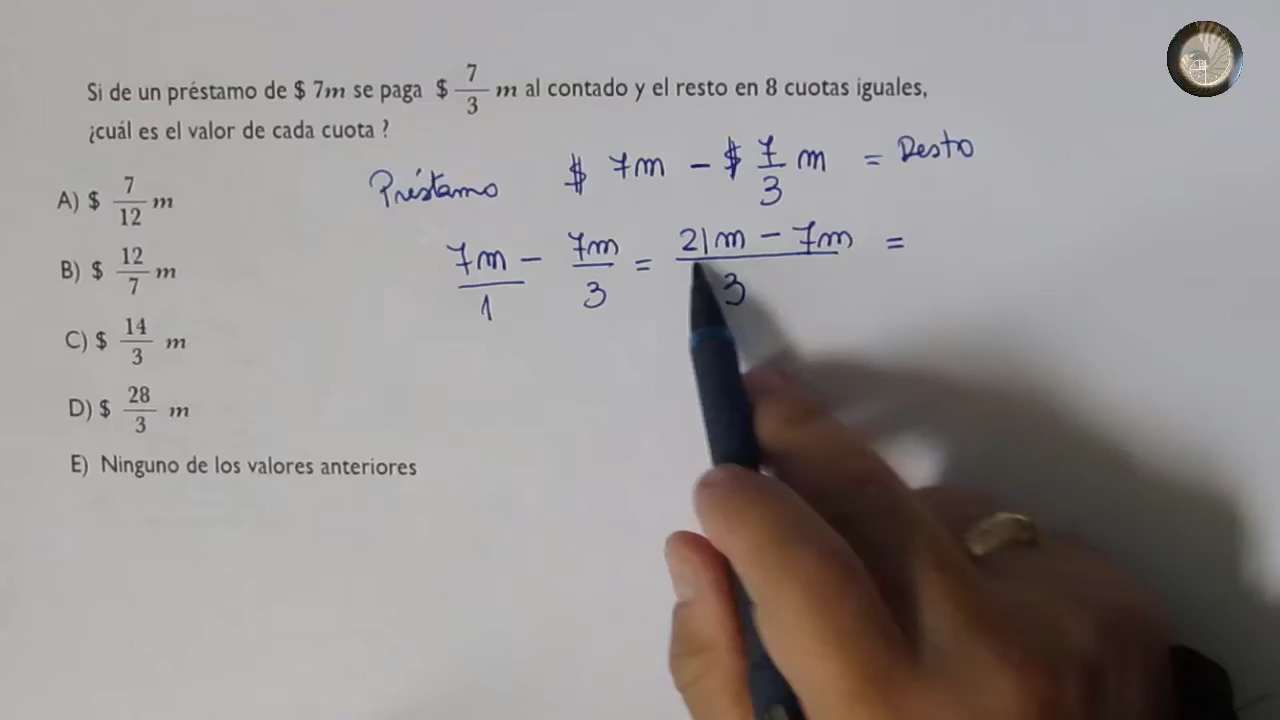 Si de un préstamo de $ 7m se paga $ 7/3 m al contado y el resto en 8 cuotas iguales,
¿cuál es el valor de cada cuota ?
Préstamo $ 7m - $ 7/3 m = Resto
7m/1 - 7m/3 = 21m - 7m/3 =
A) $ 7/12 m
B) $ 12/7 m
C) $ 14/3 m
D) $ 28/3 m
E) Ninguno de los valores anteriores